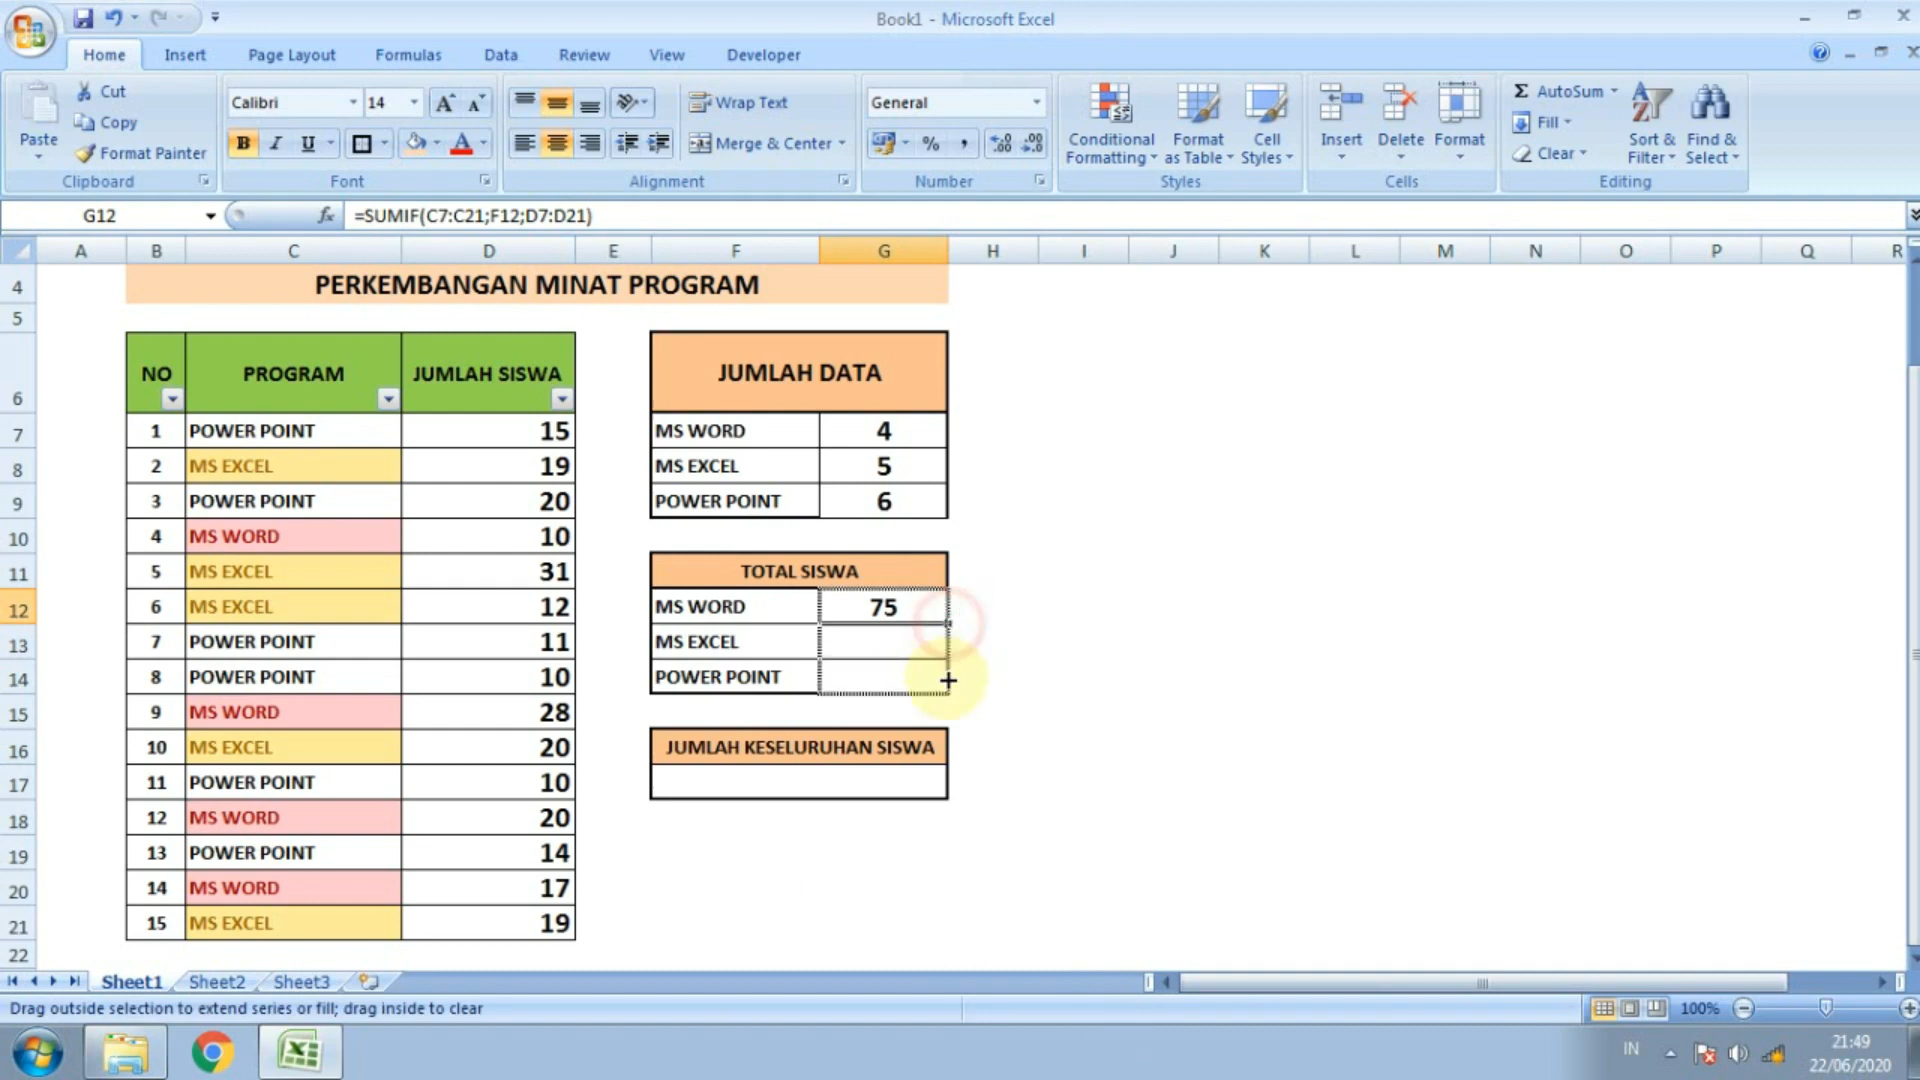 Book1 - Microsoft Excel
Home Insert Page Layout Formulas Data Review View Developer
Paste
Cut
Copy
Format Painter
Clipboard
Calibri 14
B I U
Font
Wrap Text
Merge & Center
Alignment
General
% ,
Number
Conditional Formatting
Format as Table
Cell Styles
Styles
Insert Delete Format
Cells
Σ AutoSum
Fill
Clear
Sort & Filter
Find & Select
Editing
G12 fx =SUMIF(C7:C21;F12;D7:D21)
A B C D E F G H I J K L M N O P Q R
4 PERKEMBANGAN MINAT PROGRAM
5
6 NO PROGRAM JUMLAH SISWA JUMLAH DATA
7 1 POWER POINT 15 MS WORD 4
8 2 MS EXCEL 19 MS EXCEL 5
9 3 POWER POINT 20 POWER POINT 6
10 4 MS WORD 10
11 5 MS EXCEL 31 TOTAL SISWA
12 6 MS EXCEL 12 MS WORD 75
13 7 POWER POINT 11 MS EXCEL
14 8 POWER POINT 10 POWER POINT
15 9 MS WORD 28
16 10 MS EXCEL 20 JUMLAH KESELURUHAN SISWA
17 11 POWER POINT 10
18 12 MS WORD 20
19 13 POWER POINT 14
20 14 MS WORD 17
21 15 MS EXCEL 19
22
Sheet1 Sheet2 Sheet3
Drag outside selection to extend series or fill; drag inside to clear
100%
IN
21:49
22/06/2020